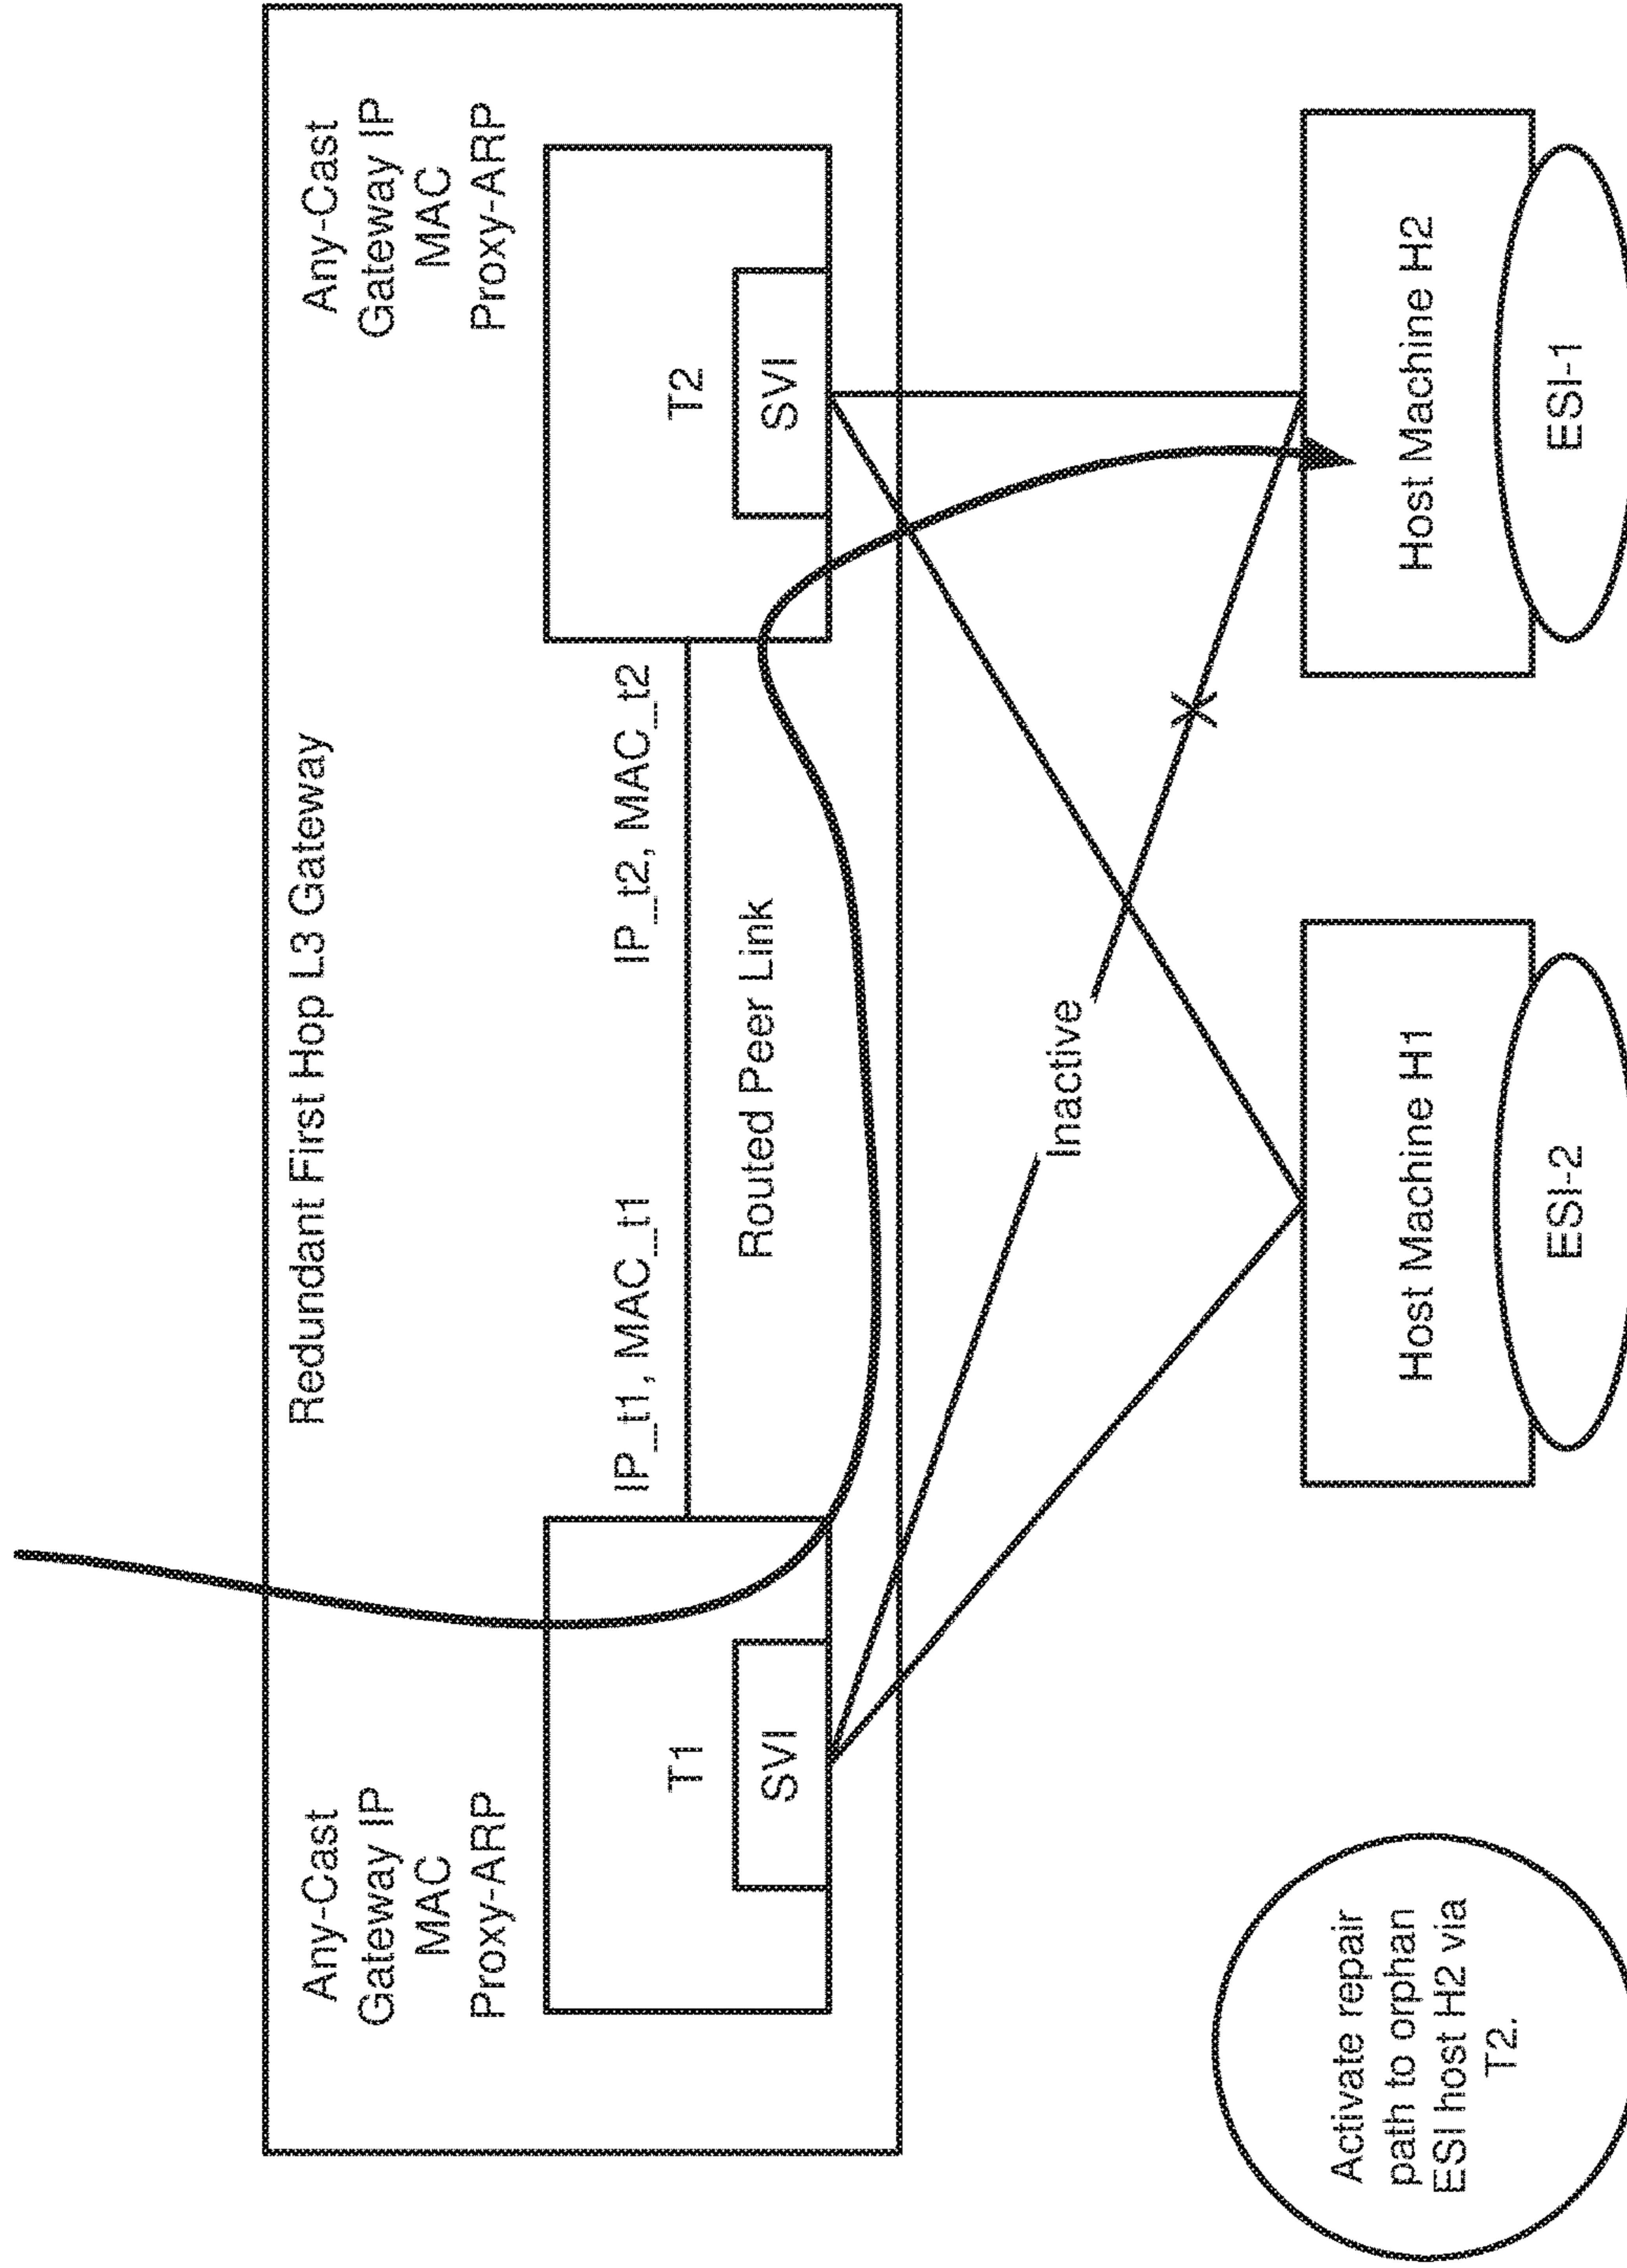 Redundant First Hop L3 Gateway
Any-Cast
Gateway IP
MAC
Proxy-ARP
Any-Cast
Gateway IP
MAC
Proxy-ARP
IP_t1, MAC_t1
IP_t2, MAC_t2
T1
T2
SVI
Routed Peer Link
SVI
Inactive
Activate repair
path to orphan
ESI host H2 via
T2.
Host Machine H1
Host Machine H2
ESI-2
ESI-1